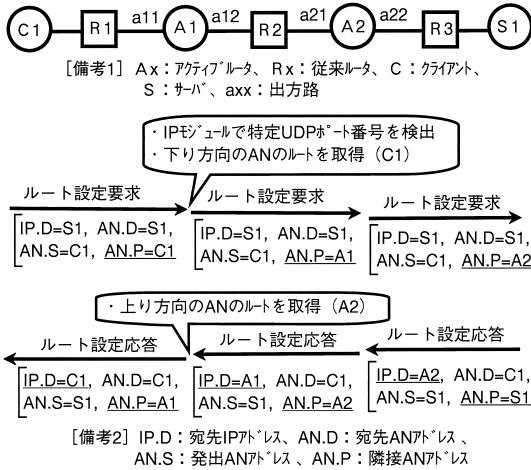 C1 R1 a11 A1 a12 R2 a21 A2 a22 R3 S1
[備考1] Ax:アクティブルータ、Rx:従来ルータ、C:クライアント、
S:サーバ、axx:出方路
・IPモジュールで特定UDPポート番号を検出
・下り方向のANのルートを取得（C1）
ルート設定要求 ルート設定要求 ルート設定要求
IP.D=S1, AN.D=S1, IP.D=S1, AN.D=S1, IP.D=S1, AN.D=S1,
AN.S=C1, AN.P=C1 AN.S=C1, AN.P=A1 AN.S=C1, AN.P=A2
・上り方向のANのルートを取得（A2）
ルート設定応答 ルート設定応答 ルート設定応答
IP.D=C1, AN.D=C1, IP.D=A1, AN.D=C1, IP.D=A2, AN.D=C1,
AN.S=S1, AN.P=A1 AN.S=S1, AN.P=A2 AN.S=S1, AN.P=S1
[備考2] IP.D:宛先IPアドレス、AN.D:宛先ANアドレス、
AN.S:発出ANアドレス、AN.P:隣接ANアドレス